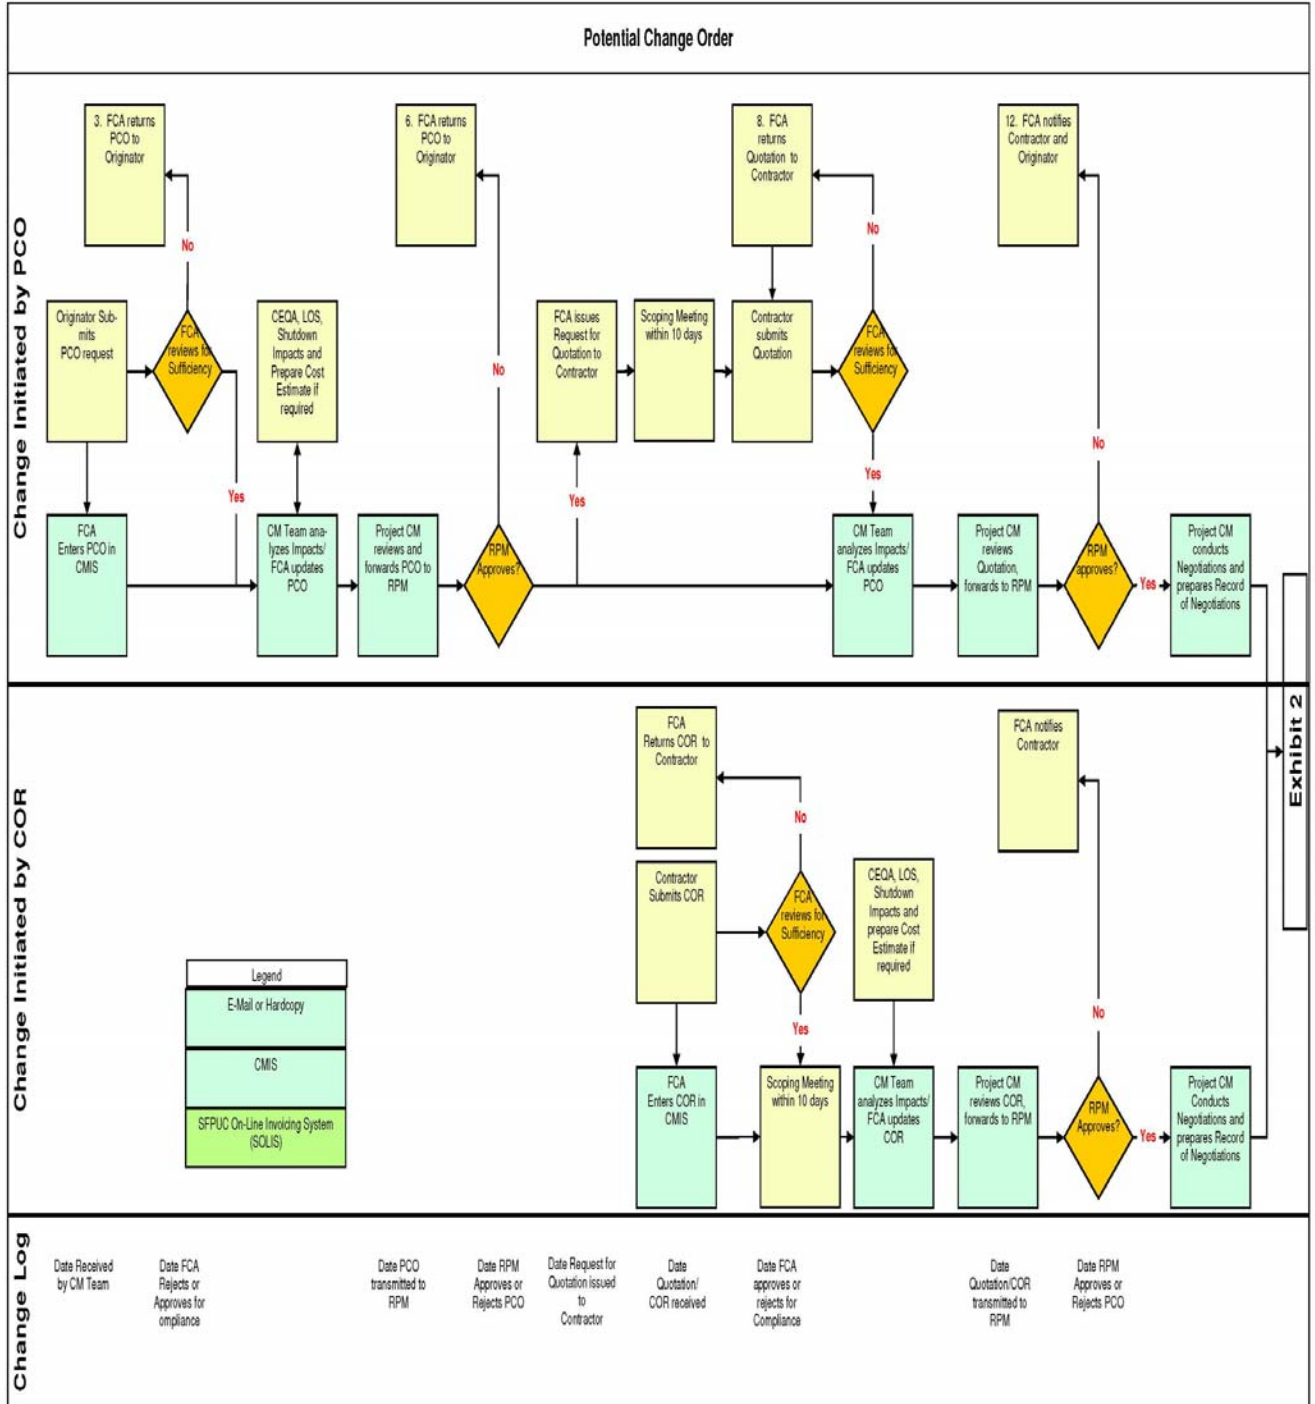 Potential Change Order
Change Initiated by PCO
3. FCA returns
PCO to
Originator
6. FCA returns
PCO to
Originator
8. FCA
returns
Quotation to
Contractor
12. FCA notifies
Contractor and
Originator
No
No
No
No
Originator Sub-
mits
PCO request
FCA
reviews for
Sufficiency
CEQA, LOS,
Shutdown
Impacts and
Prepare Cost
Estimate if
required
FCA issues
Request for
Quotation to
Contractor
Scoping Meeting
within 10 days
Contractor
submits
Quotation
FCA
reviews for
Sufficiency
Yes
Yes
Yes
FCA
Enters PCO in
CMIS
CM Team ana-
lyzes Impacts/
FCA updates
PCO
Project CM
reviews and
forwards PCO to
RPM
RPM
Approves?
CM Team
analyzes Impacts/
FCA updates
PCO
Project CM
reviews
Quotation,
forwards to RPM
RPM
approves?
Yes
Project CM
conducts
Negotiations and
prepares Record
of Negotiations
Exhibit 2
Change Initiated by COR
FCA
Returns COR to
Contractor
FCA notifies
Contractor
No
No
Contractor
Submits COR
FCA
reviews for
Sufficiency
CEQA, LOS,
Shutdown
Impacts and
prepare Cost
Estimate if
required
Yes
FCA
Enters COR in
CMIS
Scoping Meeting
within 10 days
CM Team
analyzes Impacts/
FCA updates
COR
Project CM
reviews COR,
forwards to RPM
RPM
Approves?
Yes
Project CM
Conducts
Negotiations and
prepares Record
of Negotiations
Legend
E-Mail or Hardcopy
CMIS
SFPUC On-Line Invoicing System
(SOLIS)
Change Log
Date Received
by CM Team
Date FCA
Rejects or
Approves for
ompliance
Date PCO
transmitted to
RPM
Date RPM
Approves or
Rejects PCO
Date Request for
Quotation issued
to
Contractor
Date
Quotation/
COR received
Date FCA
approves or
rejects for
Compliance
Date
Quotation/COR
transmitted to
RPM
Date RPM
Approves or
Rejects PCO